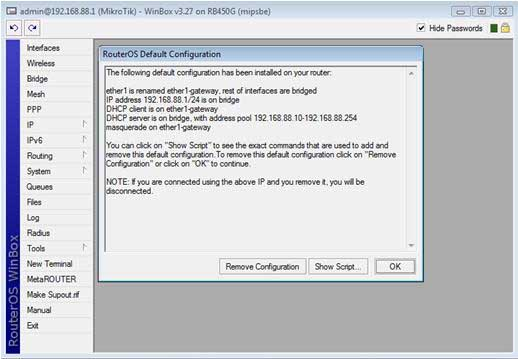 admin@192.168.88.1 (MikroTik) - WinBox v3.27 on RB450G (mipsbe)
Hide Passwords
Interfaces
Wireless
Bridge
Mesh
PPP
IP
IPv6
Routing
System
Queues
Files
Log
Radius
Tools
New Terminal
MetaROUTER
Make Supout.rif
Manual
Exit
RouterOS WinBox
RouterOS Default Configuration
The following default configuration has been installed on your router:
ether1 is renamed ether1-gateway, rest of interfaces are bridged
IP address 192.168.88.1/24 is on bridge
DHCP client is on ether1-gateway
DHCP server is on bridge, with address pool 192.168.88.10-192.168.88.254
masquerade on ether1-gateway
You can click on "Show Script" to see the exact commands that are used to add and
remove this default configuration.To remove this default configuration click on "Remove
Configuration" or click on "OK" to continue.
NOTE: If you are connected using the above IP and you remove it, you will be
disconnected.
Remove Configuration
Show Script...
OK